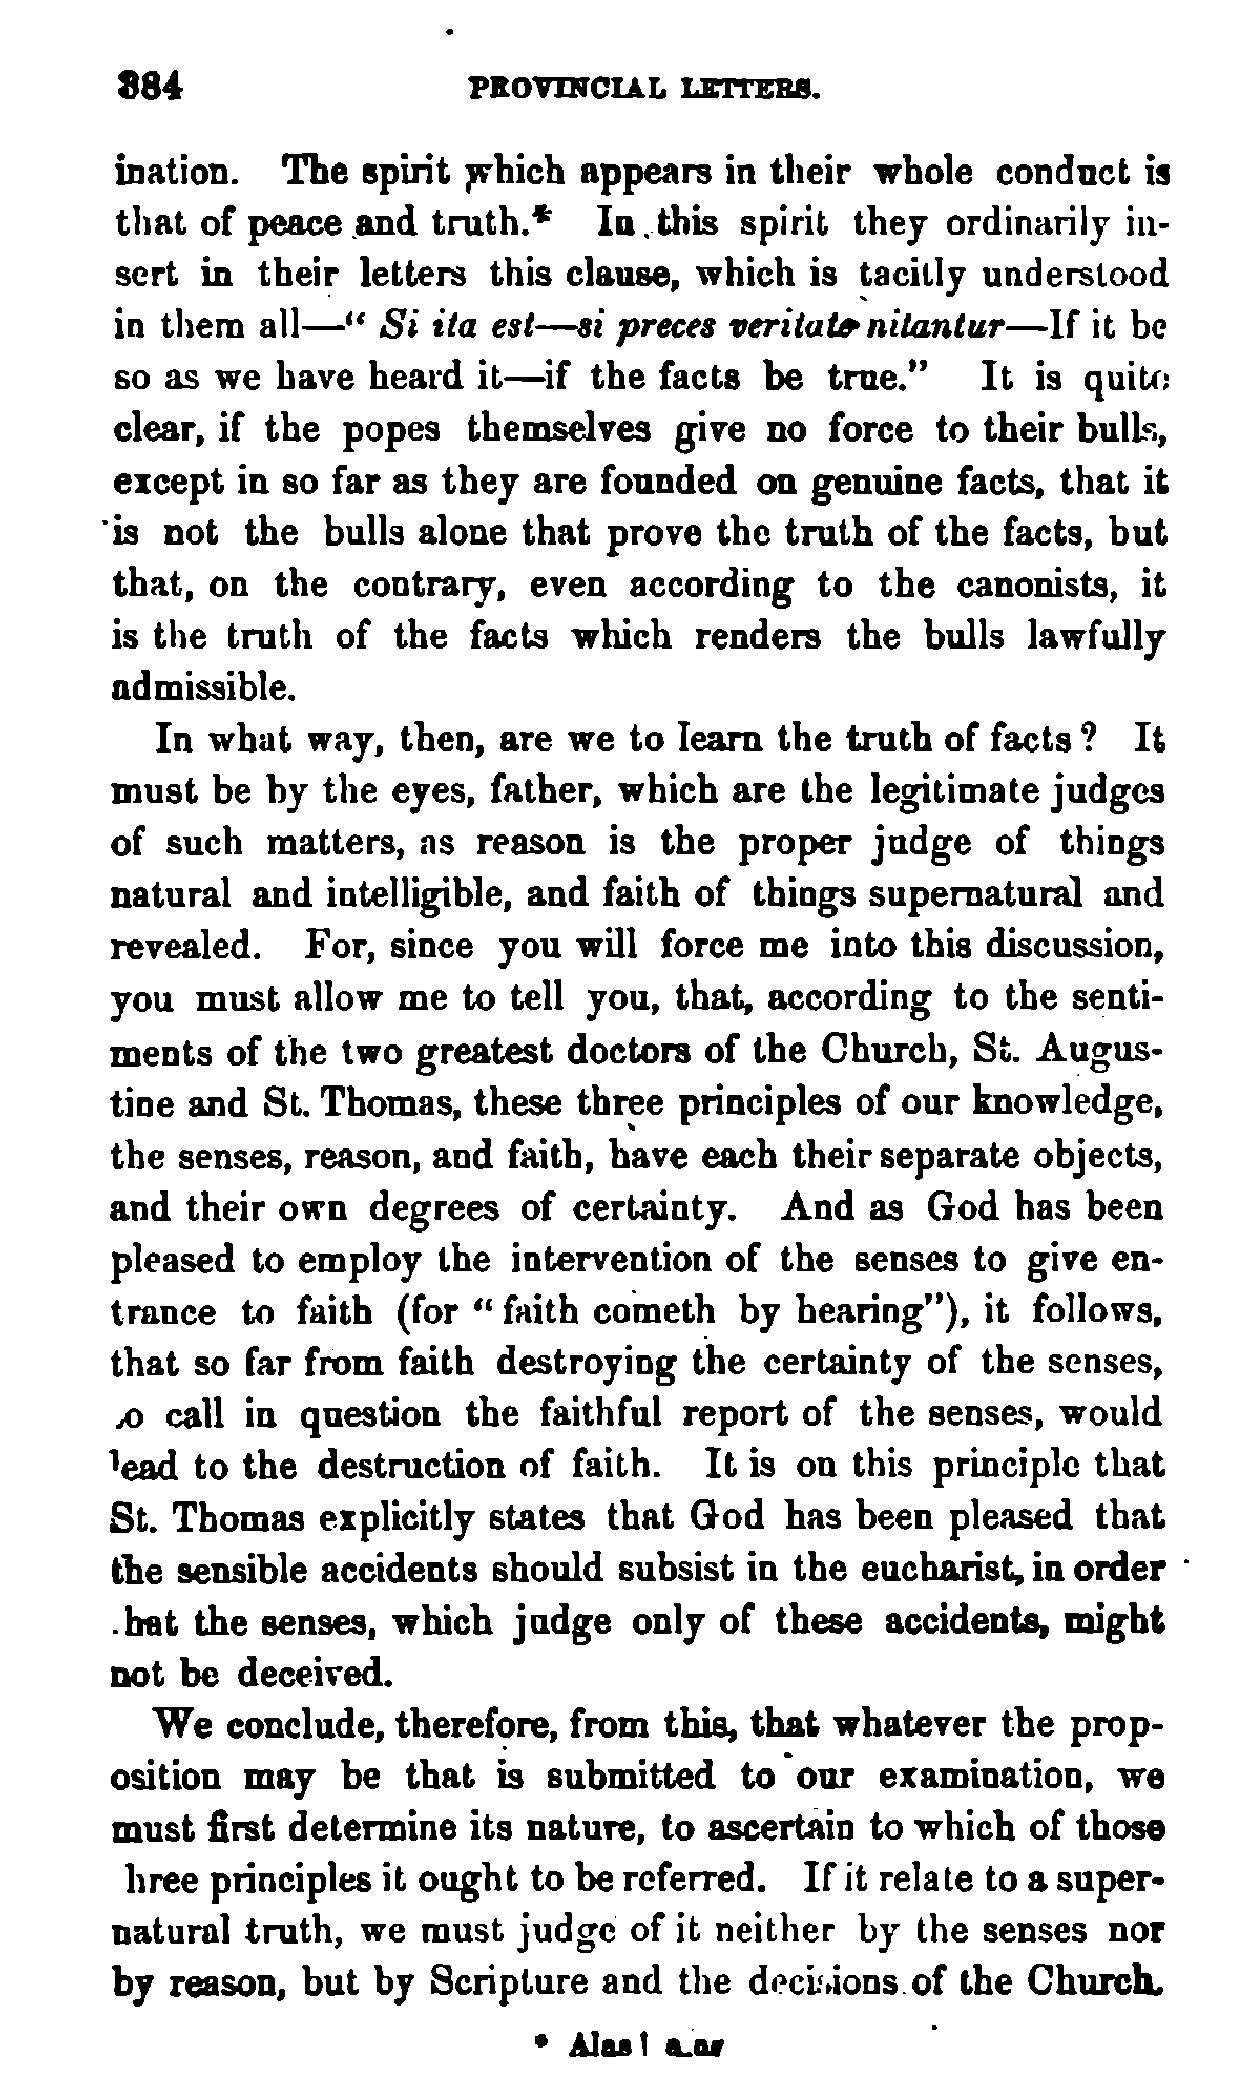 384 PROVINCIAL LETTERS.
ination. The spirit which appears in their whole conduct is
that of peace and truth.* In this spirit they ordinarily in-
sert in their letters this clause, which is tacitly understood
in them all—“ Si ita est—si preces veritate nitantur—If it be
so as we have heard it—if the facts be true.” It is quite
clear, if the popes themselves give no force to their bulls,
except in so far as they are founded on genuine facts, that it
is not the bulls alone that prove the truth of the facts, but
that, on the contrary, even according to the canonists, it
is the truth of the facts which renders the bulls lawfully
admissible.
In what way, then, are we to learn the truth of facts? It
must be by the eyes, father, which are the legitimate judges
of such matters, as reason is the proper judge of things
natural and intelligible, and faith of things supernatural and
revealed. For, since you will force me into this discussion,
you must allow me to tell you, that, according to the senti-
ments of the two greatest doctors of the Church, St. Augus-
tine and St. Thomas, these three principles of our knowledge,
the senses, reason, and faith, have each their separate objects,
and their own degrees of certainty. And as God has been
pleased to employ the intervention of the senses to give en-
trance to faith (for “ faith cometh by hearing”), it follows,
that so far from faith destroying the certainty of the senses,
to call in question the faithful report of the senses, would
lead to the destruction of faith. It is on this principle that
St. Thomas explicitly states that God has been pleased that
the sensible accidents should subsist in the eucharist, in order
hat the senses, which judge only of these accidents, might
not be deceived.
We conclude, therefore, from this, that whatever the prop-
osition may be that is submitted to our examination, we
must first determine its nature, to ascertain to which of those
hree principles it ought to be referred. If it relate to a super-
natural truth, we must judge of it neither by the senses nor
by reason, but by Scripture and the decisions of the Church.
* Alas!